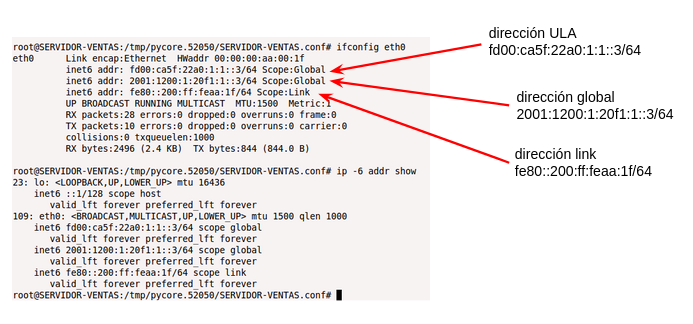 root@SERVIDOR-VENTAS:/tmp/pycore.52050/SERVIDOR-VENTAS.conf# ifconfig eth0
eth0      Link encap:Ethernet  HWaddr 00:00:00:aa:00:1f
          inet6 addr: fd00:ca5f:22a0:1:1::3/64 Scope:Global
          inet6 addr: 2001:1200:1:20f1:1::3/64 Scope:Global
          inet6 addr: fe80::200:ff:feaa:1f/64 Scope:Link
          UP BROADCAST RUNNING MULTICAST  MTU:1500  Metric:1
          RX packets:28 errors:0 dropped:0 overruns:0 frame:0
          TX packets:10 errors:0 dropped:0 overruns:0 carrier:0
          collisions:0 txqueuelen:1000
          RX bytes:2496 (2.4 KB)  TX bytes:844 (844.0 B)
root@SERVIDOR-VENTAS:/tmp/pycore.52050/SERVIDOR-VENTAS.conf# ip -6 addr show
23: lo: <LOOPBACK,UP,LOWER_UP> mtu 16436
    inet6 ::1/128 scope host
       valid_lft forever preferred_lft forever
109: eth0: <BROADCAST,MULTICAST,UP,LOWER_UP> mtu 1500 qlen 1000
    inet6 fd00:ca5f:22a0:1:1::3/64 scope global
       valid_lft forever preferred_lft forever
    inet6 2001:1200:1:20f1:1::3/64 scope global
       valid_lft forever preferred_lft forever
    inet6 fe80::200:ff:feaa:1f/64 scope link
       valid_lft forever preferred_lft forever
root@SERVIDOR-VENTAS:/tmp/pycore.52050/SERVIDOR-VENTAS.conf#
dirección ULA
fd00:ca5f:22a0:1:1::3/64
dirección global
2001:1200:1:20f1:1::3/64
dirección link
fe80::200:ff:feaa:1f/64